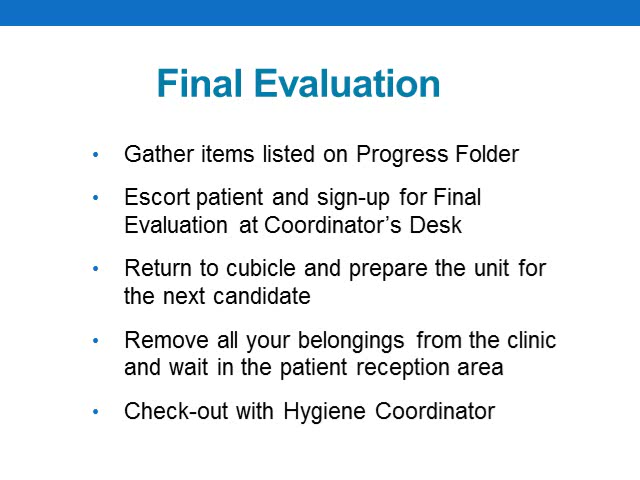 Final Evaluation
• Gather items listed on Progress Folder
• Escort patient and sign-up for Final
Evaluation at Coordinator’s Desk
• Return to cubicle and prepare the unit for
the next candidate
• Remove all your belongings from the clinic
and wait in the patient reception area
• Check-out with Hygiene Coordinator